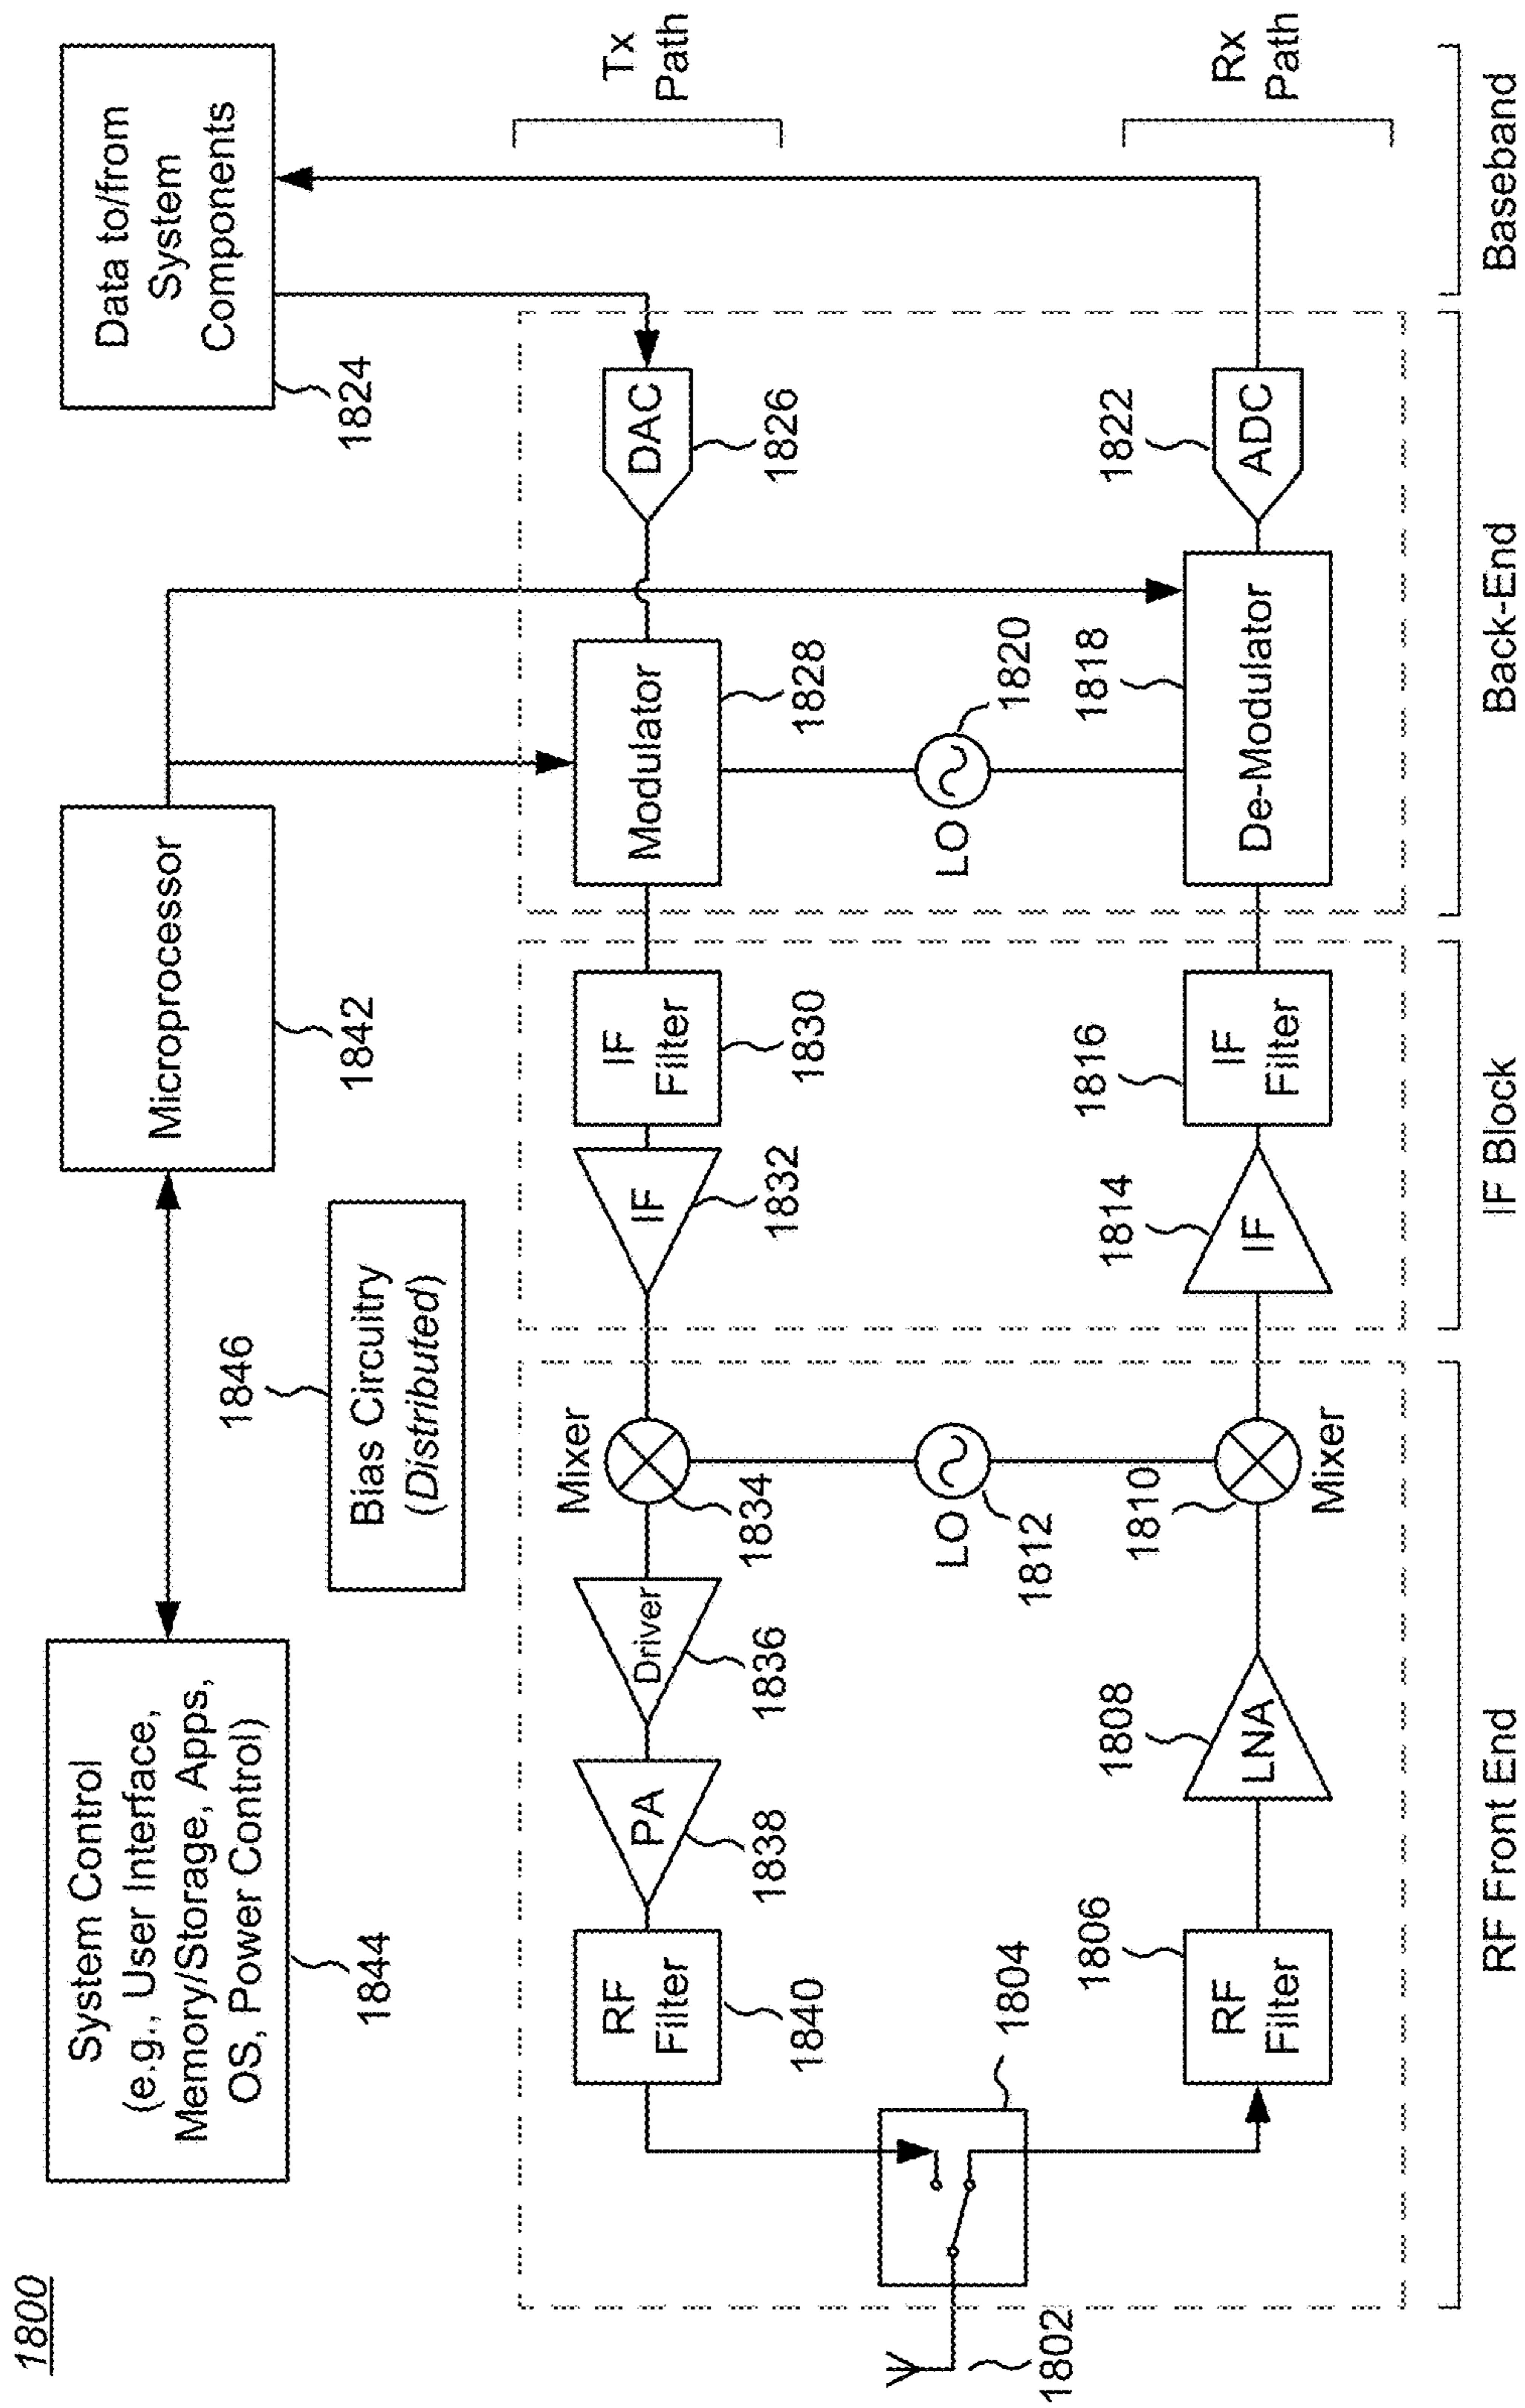 1800
System Control
(e.g., User Interface,
Memory/Storage, Apps,
OS, Power Control)
1844
Microprocessor
1842
Data to/from
System
Components
1824
1846
Bias Circuitry
(Distributed)
Tx
Path
RF
Filter
1840
PA
1838
Driver
1836
Mixer
1834
IF
1832
IF
Filter
1830
Modulator
1828
DAC
1826
1802
1804
LO
1812
LO
1820
Rx
Path
1806
RF
Filter
1808
LNA
1810
Mixer
1814
IF
1816
IF
Filter
1818
De-Modulator
1822
ADC
RF Front End
IF Block
Back-End
Baseband